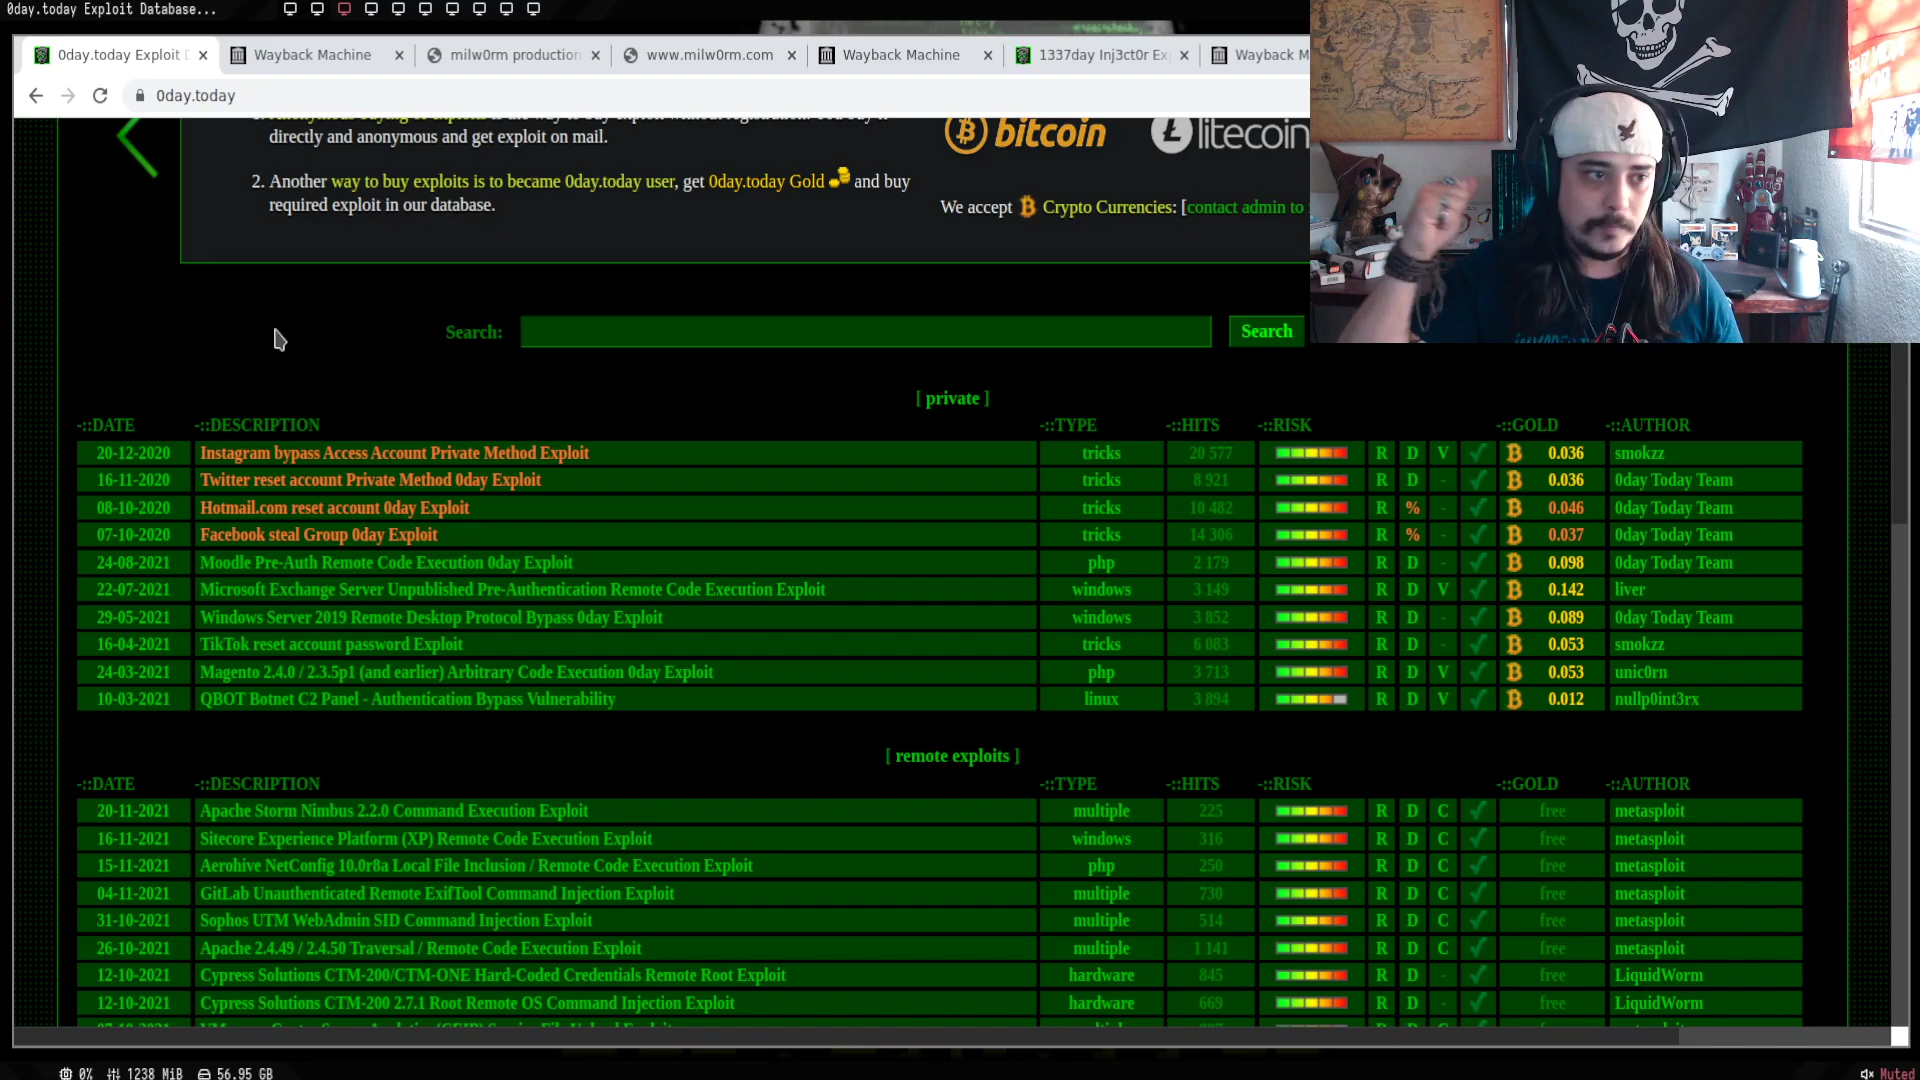 0day.today Exploit Database...
0day.today Exploit D
Wayback Machine
milw0rm production
www.milw0rm.com
Wayback Machine
1337day Inj3ct0r Ex
Wayback M
0day.today
directly and anonymous and get exploit on mail.
2. Another way to buy exploits is to became 0day.today user, get 0day.today Gold and buy
required exploit in our database.
bitcoin litecoin
We accept Crypto Currencies: [contact admin to
Search: Search
[ private ]
-::DATE -::DESCRIPTION -::TYPE -::HITS -::RISK -::GOLD -::AUTHOR
20-12-2020 Instagram bypass Access Account Private Method Exploit tricks 20 577 R D V 0.036 smokzz
16-11-2020 Twitter reset account Private Method 0day Exploit tricks 8 921 R D - 0.036 0day Today Team
08-10-2020 Hotmail.com reset account 0day Exploit tricks 10 482 R % - 0.046 0day Today Team
07-10-2020 Facebook steal Group 0day Exploit tricks 14 306 R % - 0.037 0day Today Team
24-08-2021 Moodle Pre-Auth Remote Code Execution 0day Exploit php 2 179 R D - 0.098 0day Today Team
22-07-2021 Microsoft Exchange Server Unpublished Pre-Authentication Remote Code Execution Exploit windows 3 149 R D V 0.142 liver
29-05-2021 Windows Server 2019 Remote Desktop Protocol Bypass 0day Exploit windows 3 852 R D - 0.089 0day Today Team
16-04-2021 TikTok reset account password Exploit tricks 6 083 R D - 0.053 smokzz
24-03-2021 Magento 2.4.0 / 2.3.5p1 (and earlier) Arbitrary Code Execution 0day Exploit php 3 713 R D V 0.053 unic0rn
10-03-2021 QBOT Botnet C2 Panel - Authentication Bypass Vulnerability linux 3 894 R D V 0.012 nullp0int3rx
[ remote exploits ]
-::DATE -::DESCRIPTION -::TYPE -::HITS -::RISK -::GOLD -::AUTHOR
20-11-2021 Apache Storm Nimbus 2.2.0 Command Execution Exploit multiple 225 R D C free metasploit
16-11-2021 Sitecore Experience Platform (XP) Remote Code Execution Exploit windows 316 R D C free metasploit
15-11-2021 Aerohive NetConfig 10.0r8a Local File Inclusion / Remote Code Execution Exploit php 250 R D C free metasploit
04-11-2021 GitLab Unauthenticated Remote ExifTool Command Injection Exploit multiple 730 R D C free metasploit
31-10-2021 Sophos UTM WebAdmin SID Command Injection Exploit multiple 514 R D C free metasploit
26-10-2021 Apache 2.4.49 / 2.4.50 Traversal / Remote Code Execution Exploit multiple 1 141 R D C free metasploit
12-10-2021 Cypress Solutions CTM-200/CTM-ONE Hard-Coded Credentials Remote Root Exploit hardware 845 R D - free LiquidWorm
12-10-2021 Cypress Solutions CTM-200 2.7.1 Root Remote OS Command Injection Exploit hardware 669 R D - free LiquidWorm
0% 1238 MiB 56.95 GB Muted